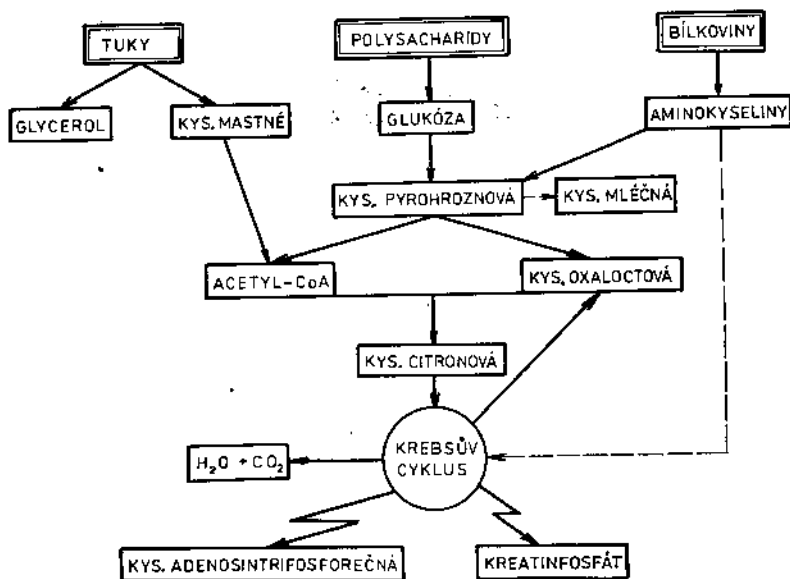 TUKY
POLYSACHARIDY
BÍLKOVINY
GLYCEROL
KYS. MASTNÉ
GLUKÓZA
AMINOKYSELINY
KYS. PYROHROZNOVÁ
KYS. MLÉČNÁ
ACETYL-CoA
KYS. OXALOCTOVÁ
KYS. CITRONOVÁ
KREBSŮV
CYKLUS
H₂O + CO₂
KYS. ADENOSINTRIFOSFOREČNÁ
KREATINFOSFÁT